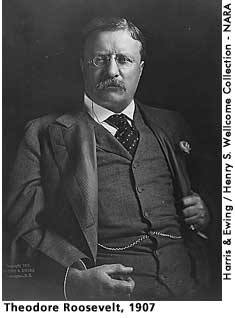 Theodore Roosevelt, 1907
Harris & Ewing / Henry S. Wellcome Collection - NARA